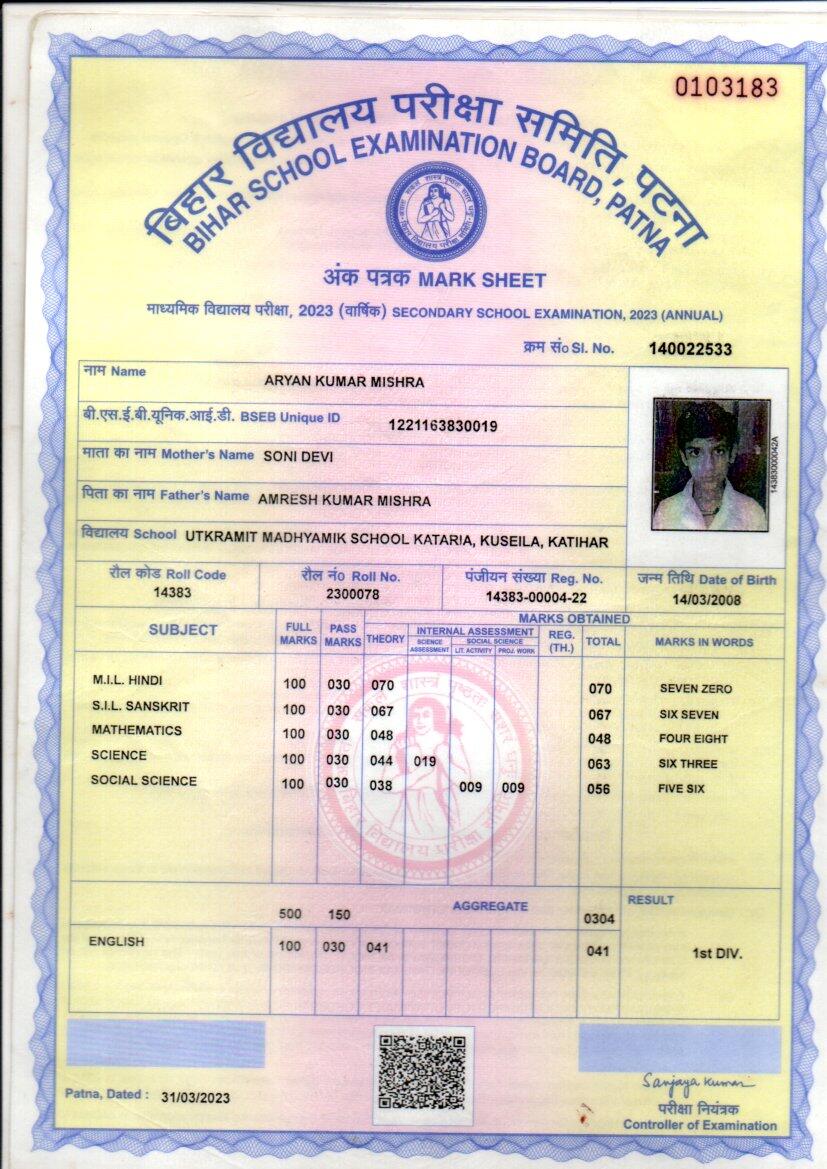 0103183
बिहार विद्यालय परीक्षा समिति, पटना
BIHAR SCHOOL EXAMINATION BOARD, PATNA
अंक पत्रक MARK SHEET
माध्यमिक विद्यालय परीक्षा, 2023 (वार्षिक) SECONDARY SCHOOL EXAMINATION, 2023 (ANNUAL)
क्रम सं० Sl. No. 140022533
नाम Name ARYAN KUMAR MISHRA
बी.एस.ई.बी.यूनिक.आई.डी. BSEB Unique ID 1221163830019
माता का नाम Mother's Name SONI DEVI
पिता का नाम Father's Name AMRESH KUMAR MISHRA
विद्यालय School UTKRAMIT MADHYAMIK SCHOOL KATARIA, KUSEILA, KATIHAR
143830000042A
रौल कोड Roll Code रौल नं० Roll No. पंजीयन संख्या Reg. No. जन्म तिथि Date of Birth
14383 2300078 14383-00004-22 14/03/2008
SUBJECT FULL MARKS PASS MARKS MARKS OBTAINED
THEORY INTERNAL ASSESSMENT REG. (TH.) TOTAL MARKS IN WORDS
SCIENCE ASSESSMENT SOCIAL SCIENCE
LIT. ACTIVITY PROJ. WORK
M.I.L. HINDI 100 030 070 070 SEVEN ZERO
S.I.L. SANSKRIT 100 030 067 067 SIX SEVEN
MATHEMATICS 100 030 048 048 FOUR EIGHT
SCIENCE 100 030 044 019 063 SIX THREE
SOCIAL SCIENCE 100 030 038 009 009 056 FIVE SIX
500 150 AGGREGATE 0304 RESULT
ENGLISH 100 030 041 041 1st DIV.
Patna, Dated : 31/03/2023
Sanjaya Kumar
परीक्षा नियंत्रक
Controller of Examination